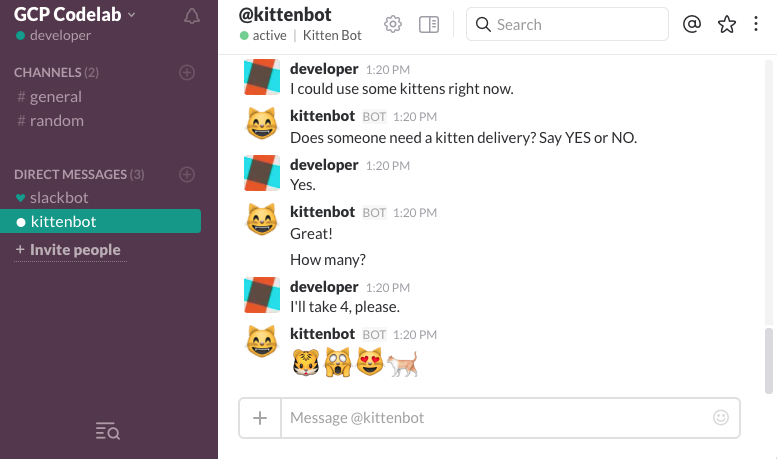 GCP Codelab
developer
CHANNELS (2)
# general
# random
DIRECT MESSAGES (3)
slackbot
kittenbot
+ Invite people
@kittenbot
active | Kitten Bot
Search
developer 1:20 PM
I could use some kittens right now.
kittenbot BOT 1:20 PM
Does someone need a kitten delivery? Say YES or NO.
developer 1:20 PM
Yes.
kittenbot BOT 1:20 PM
Great!
How many?
developer 1:20 PM
I'll take 4, please.
kittenbot BOT 1:20 PM
Message @kittenbot